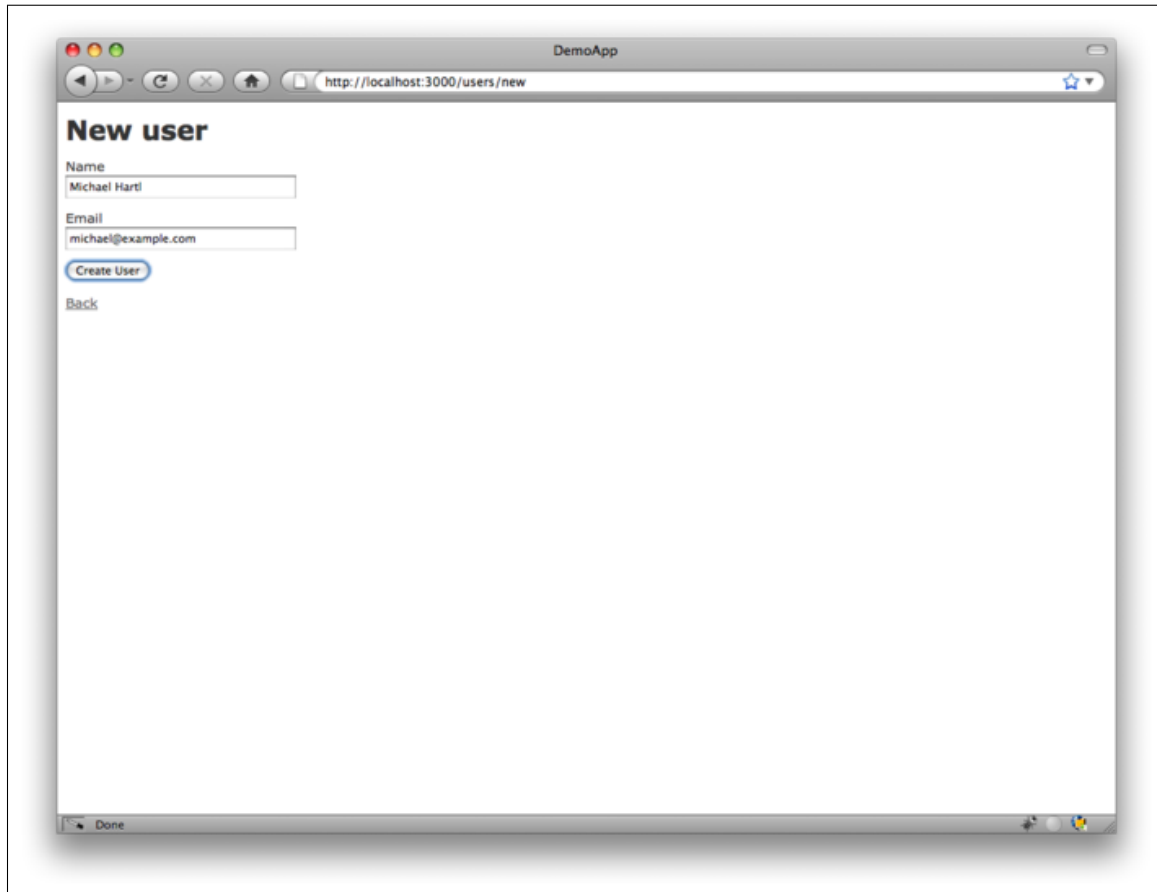 DemoApp
http://localhost:3000/users/new
New user
Name
Michael Hartl
Email
michael@example.com
Create User
Back
Done